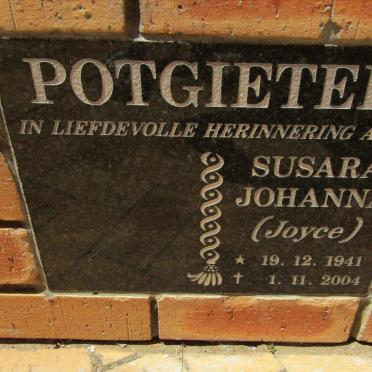 POTGIETE
IN LIEFDEVOLLE HERINNERING A
SUSARA
JOHANNA
(Joyce)
* 19. 12. 1941
† 1. 11. 2004